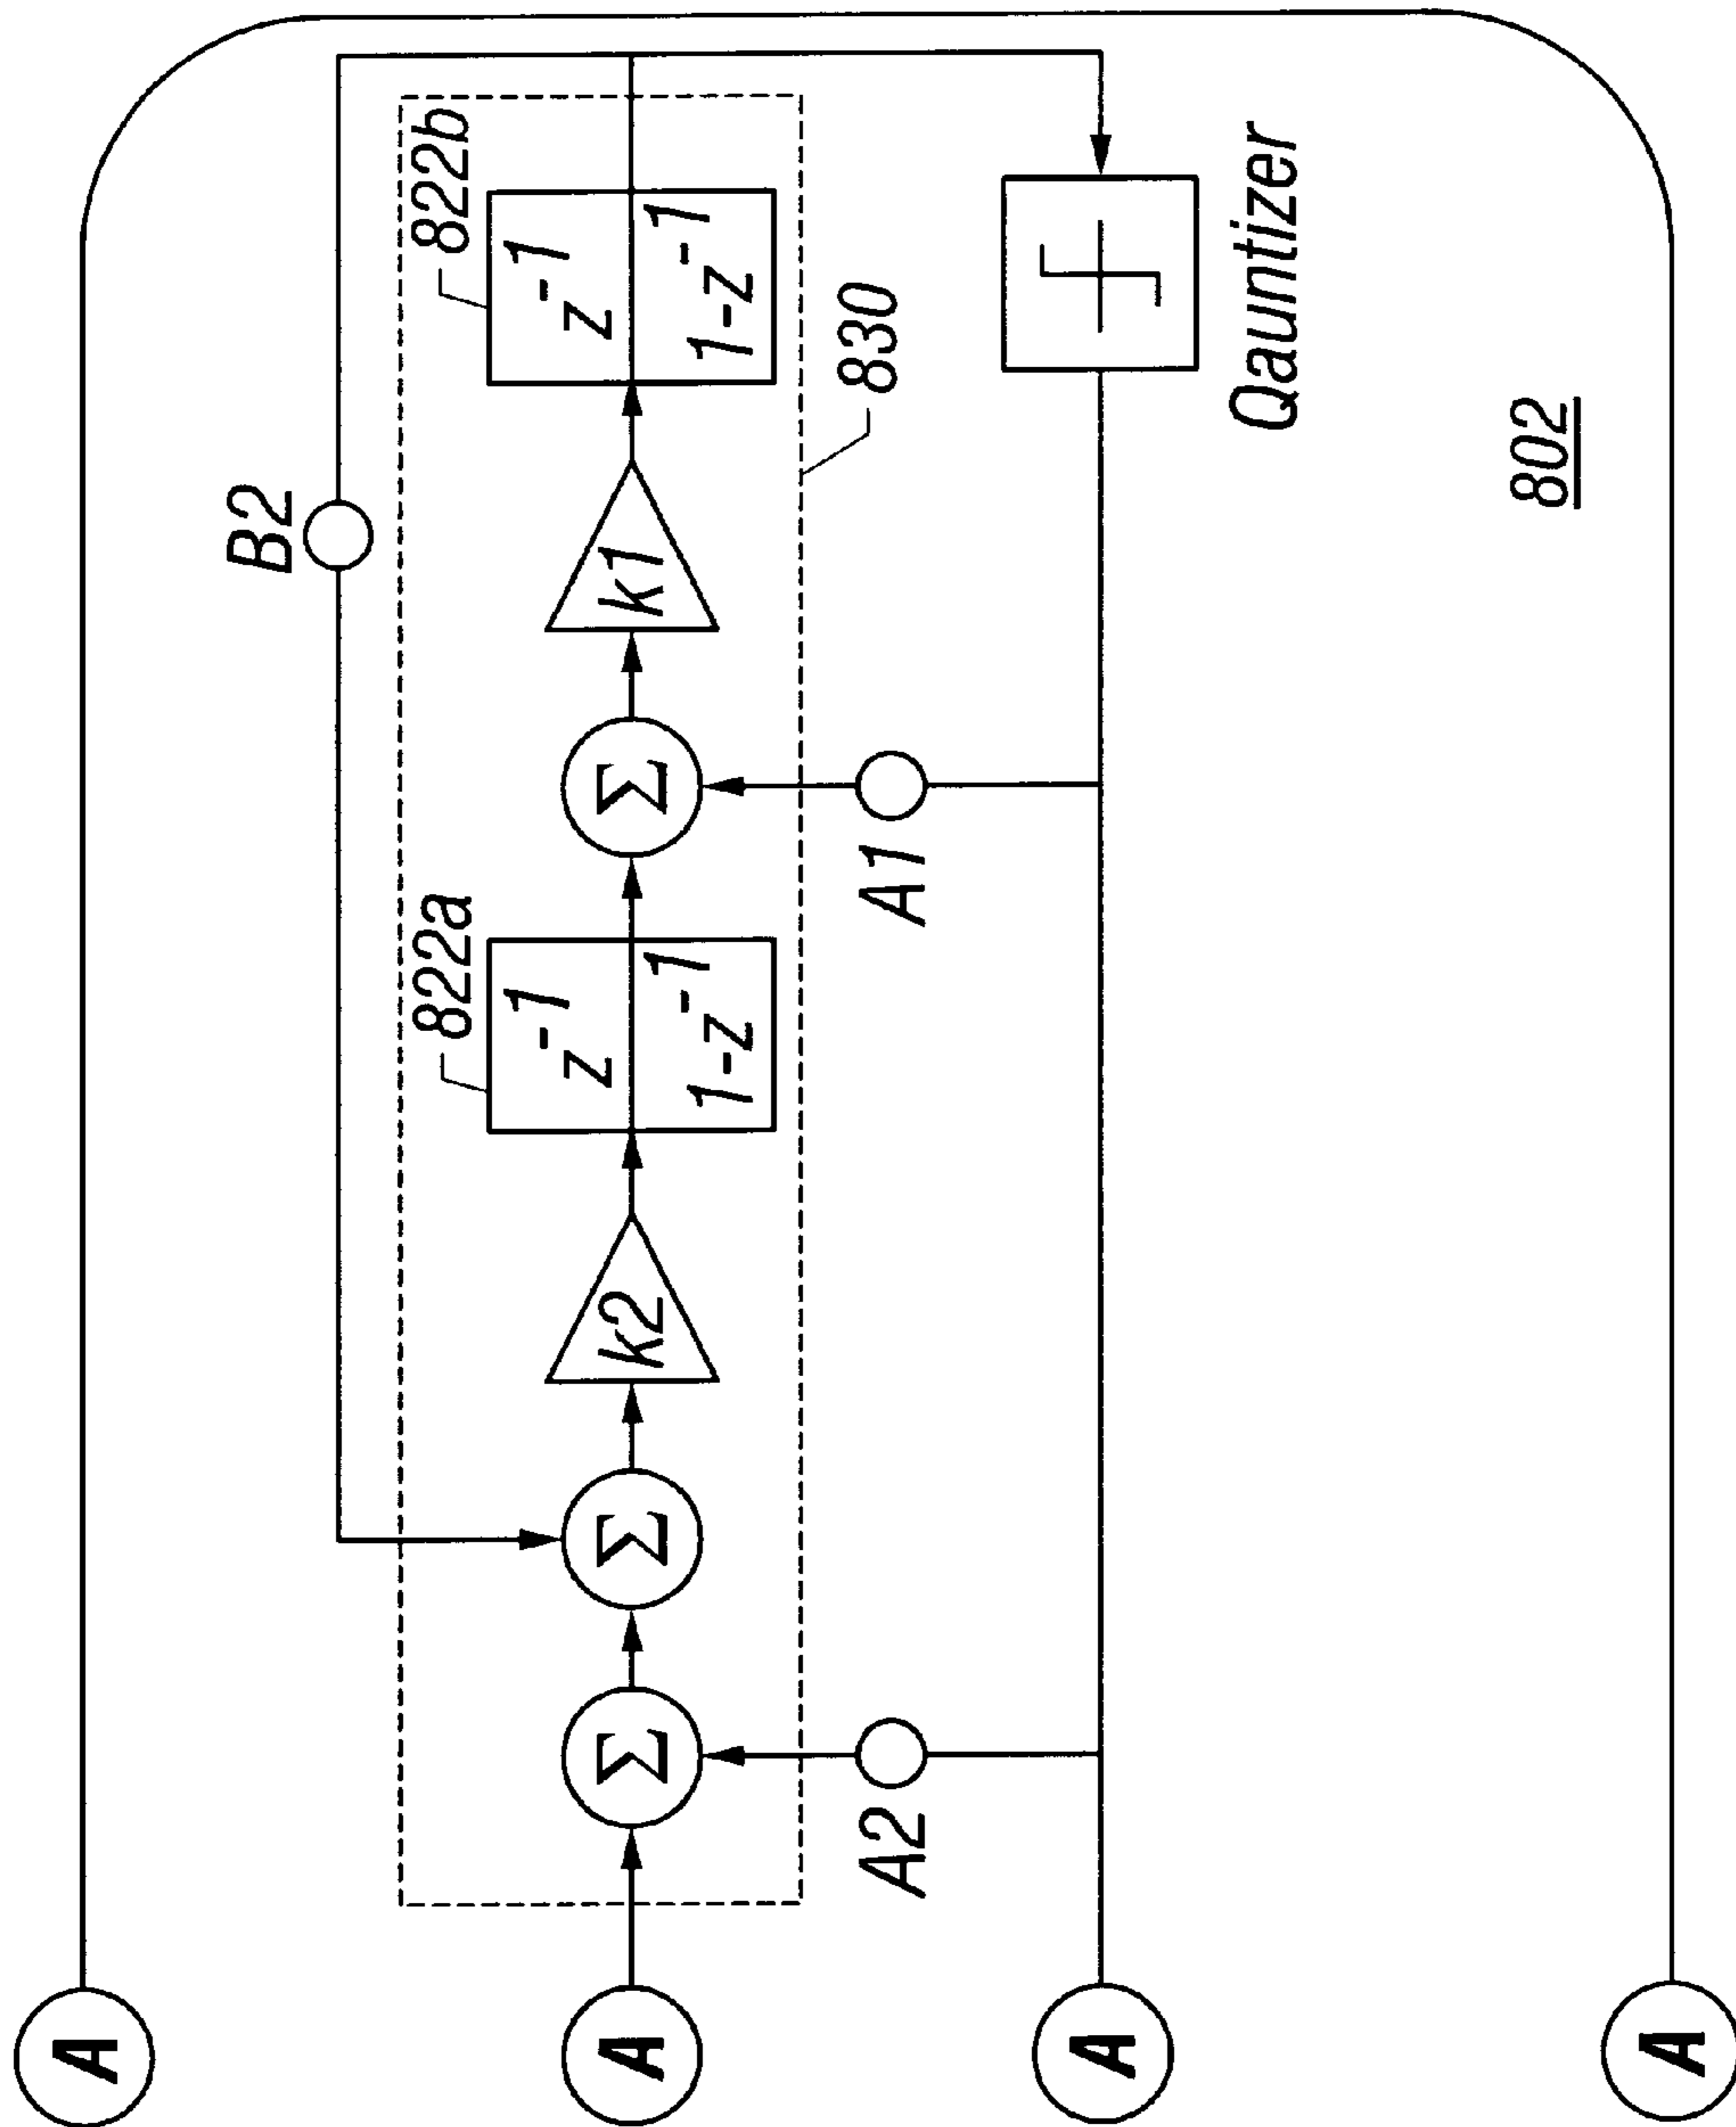 B2
822a
822b
z⁻¹
1-z⁻¹
z⁻¹
1-z⁻¹
A
Σ
Σ
k2
Σ
k1
830
A2
A1
A
A
A
Qauntizer
802